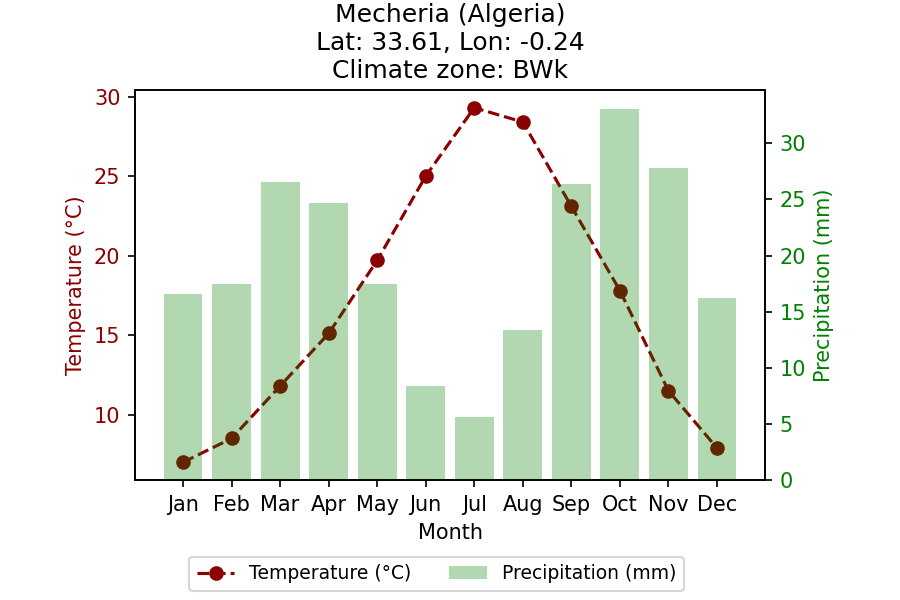 Mecheria (Algeria)
Lat: 33.61, Lon: -0.24
Climate zone: BWk
30
25
20
15
10
Temperature (°C)
30
25
20
15
10
5
0
Precipitation (mm)
Jan Feb Mar Apr May Jun Jul Aug Sep Oct Nov Dec
Month
Temperature (°C) Precipitation (mm)